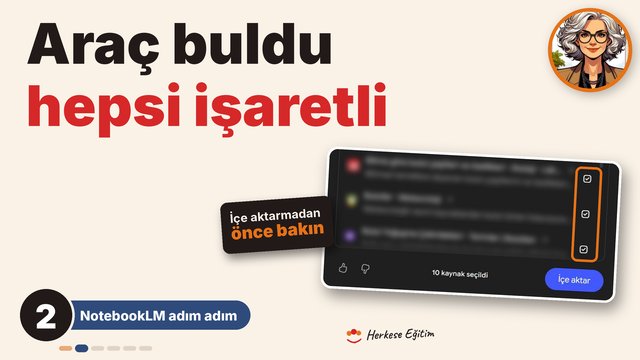 Araç buldu
hepsi işaretli
İçe aktarmadan
önce bakın
10 kaynak seçildi
İçe aktar
2
NotebookLM adım adım
Herkese Eğitim